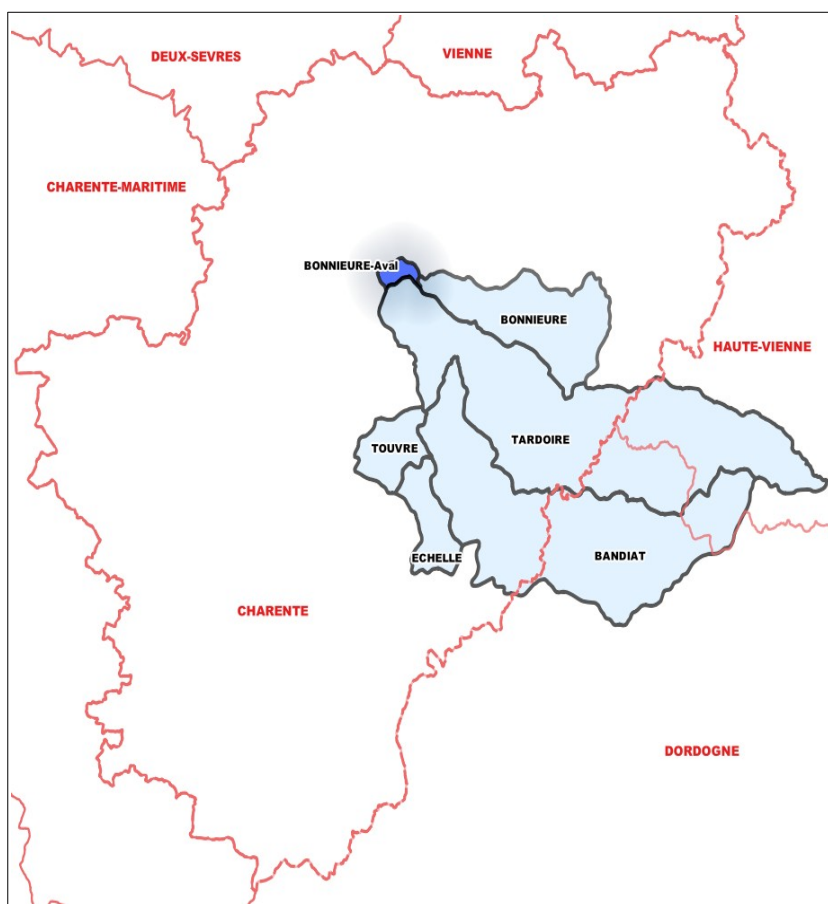 DEUX-SEVRES
VIENNE
CHARENTE-MARITIME
BONNIEURE-Aval
BONNIEURE
HAUTE-VIENNE
TARDOIRE
TOUVRE
ECHELLE
BANDIAT
CHARENTE
DORDOGNE